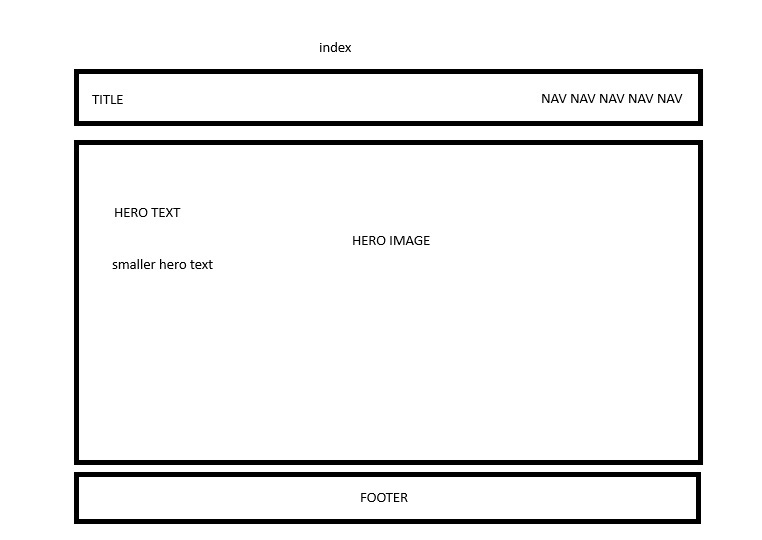 index
TITLE
NAV NAV NAV NAV NAV
HERO TEXT
HERO IMAGE
smaller hero text
FOOTER